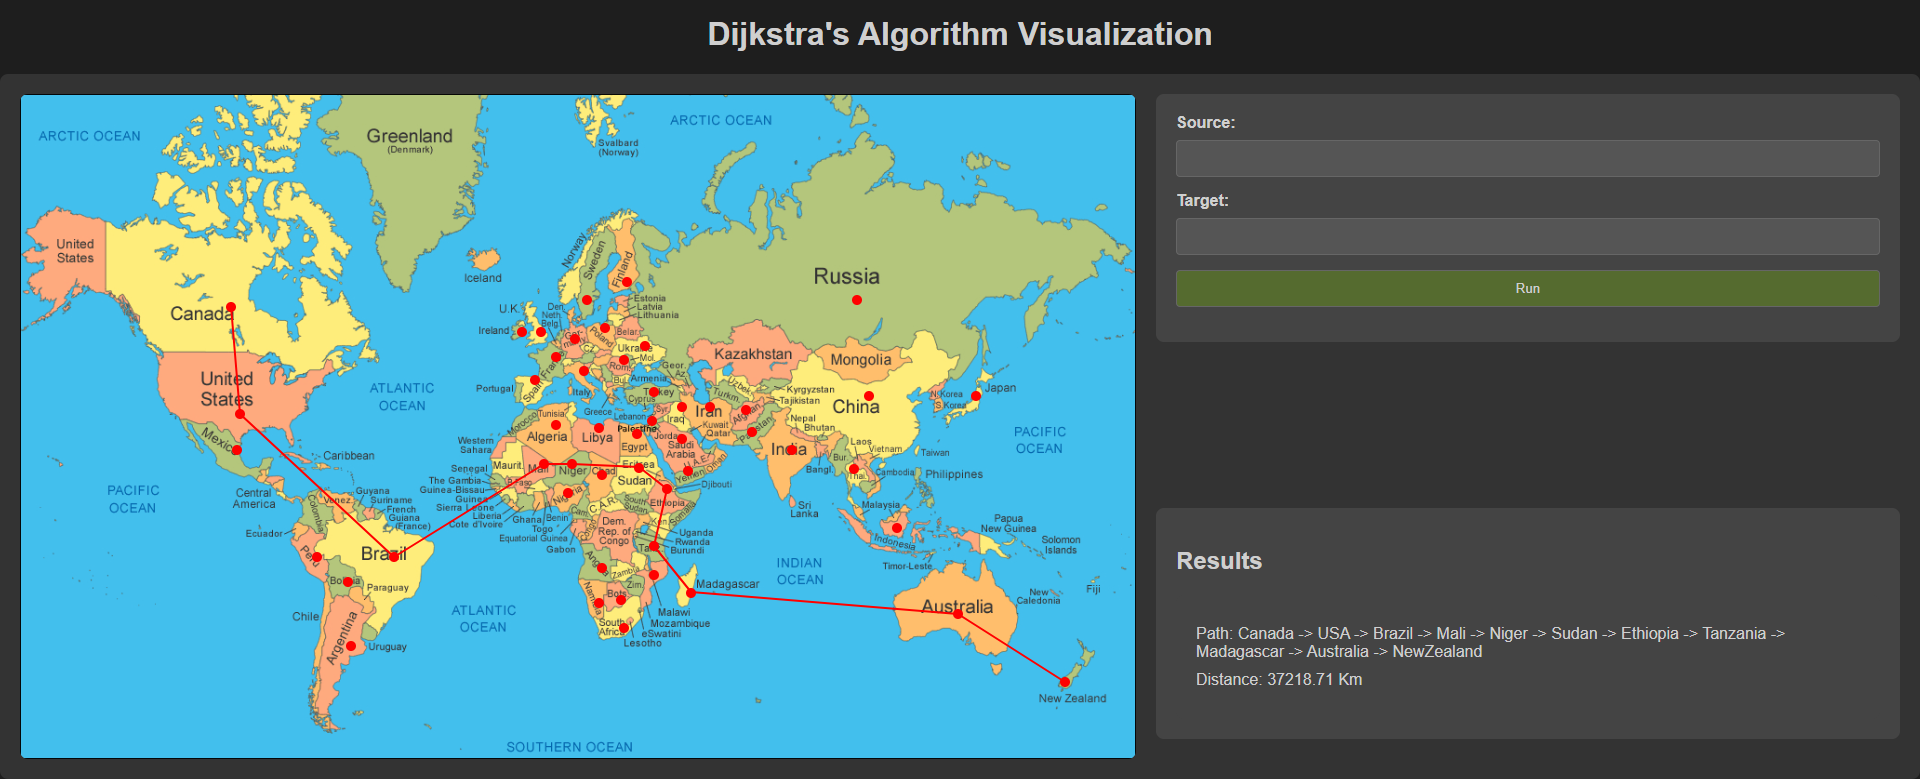 Dijkstra's Algorithm Visualization
ARCTIC OCEAN
Greenland
(Denmark)
Svalbard
(Norway)
ARCTIC OCEAN
United
States
Canada
Iceland
Norway
Sweden
Finland
Russia
Estonia
Latvia
Lithuania
U.K.
Ireland
Den.
Neth.
Belg.
Poland
Belar.
Ukraine
Mol.
Rom.
Bul.
Kazakhstan
Mongolia
United
States
ATLANTIC
OCEAN
Portugal
Spain
Italy
Greece
Geor.
Az.
Armenia
Turkey
Cyprus
Syr.
Lebanon
Palestina
Iraq
Iran
Jordan
Kuwait
Qatar
Uzbek.
Turkm.
Kyrgyzstan
Tajikistan
Afghan.
Pakistan
China
N.Korea
S.Korea
Japan
Nepal
Bhutan
Mexico
Caribbean
Western
Sahara
Morocco
Tunisia
Algeria
Libya
Egypt
Saudi
Arabia
U.A.E.
Oman
Yemen
India
Bangl.
Bur.
Laos
Vietnam
Thai.
Cambodia
Taiwan
Philippines
PACIFIC
OCEAN
PACIFIC
OCEAN
Central
America
Senegal
The Gambia
Guinea-Bissau
Guinea
Sierra Leone
Liberia
Cote d'Ivoire
Maurit.
Mali
B.Faso
Niger
Chad
Eritrea
Sudan
Djibouti
Ethiopia
Somalia
South
Sudan
Nigeria
Ghana
Togo
Benin
Cam.
C.A.R.
Equatorial Guinea
Gabon
Congo
Dem.
Rep. of
Congo
Ken.
Uganda
Rwanda
Burundi
Sri
Lanka
Malaysia
Indonesia
Papua
New Guinea
Solomon
Islands
Timor-Leste
Venez.
Colombia
Guyana
Suriname
French
Guiana
(France)
Ecuador
Peru
Brazil
Bolivia
Paraguay
Chile
Argentina
Uruguay
ATLANTIC
OCEAN
Angola
Zambia
Zim.
Namibia
Bots.
South
Africa
Malawi
Mozambique
eSwatini
Lesotho
Madagascar
INDIAN
OCEAN
Australia
New
Caledonia
Fiji
New Zealand
SOUTHERN OCEAN
Source:
Target:
Run
Results
Path: Canada -> USA -> Brazil -> Mali -> Niger -> Sudan -> Ethiopia -> Tanzania ->
Madagascar -> Australia -> NewZealand
Distance: 37218.71 Km